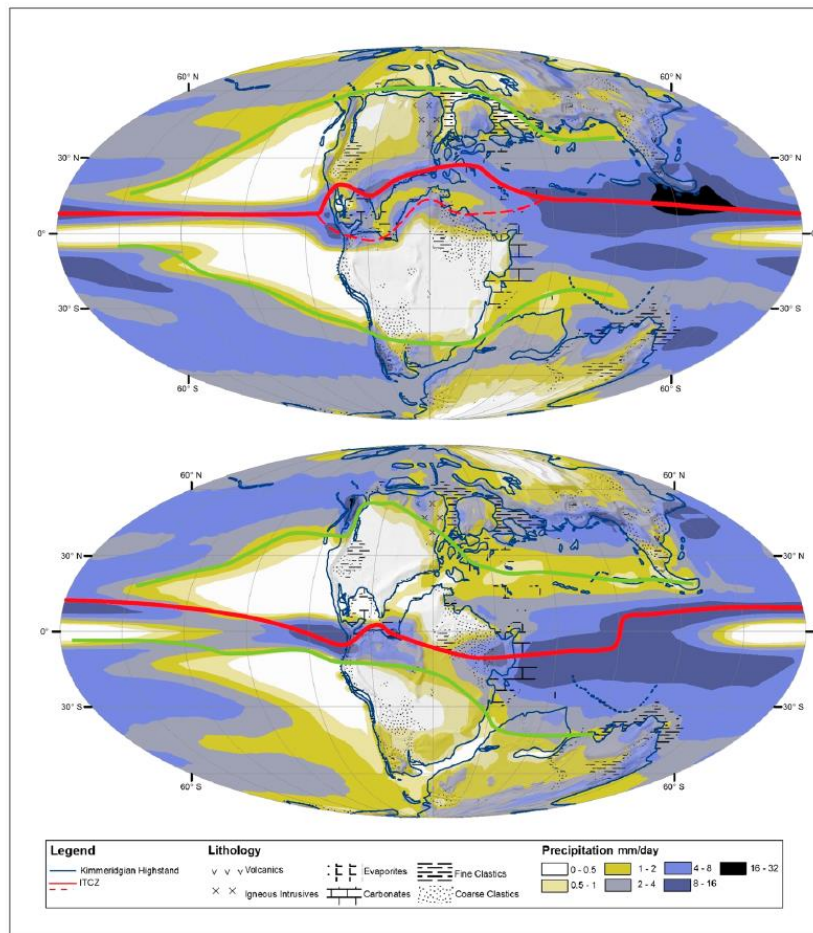 60° N
60° N
30° N
30° N
0°
0°
30° S
30° S
60° S
60° S
60° N
60° N
30° N
30° N
0°
0°
30° S
30° S
60° S
60° S
Legend
Kimmeridgian Highstand
ITCZ
Lithology
Volcanics
Igneous Intrusives
Evaporites
Carbonates
Fine Clastics
Coarse Clastics
Precipitation mm/day
0 - 0.5
0.5 - 1
1 - 2
2 - 4
4 - 8
8 - 16
16 - 32